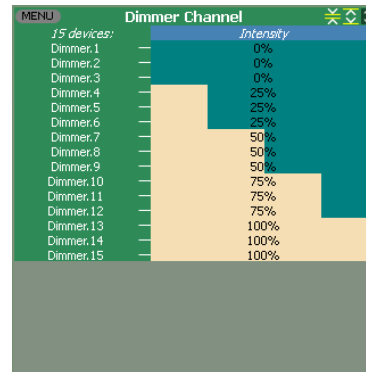 MENU Dimmer Channel
15 devices: Intensity
Dimmer.1 0%
Dimmer.2 0%
Dimmer.3 0%
Dimmer.4 25%
Dimmer.5 25%
Dimmer.6 25%
Dimmer.7 50%
Dimmer.8 50%
Dimmer.9 50%
Dimmer.10 75%
Dimmer.11 75%
Dimmer.12 75%
Dimmer.13 100%
Dimmer.14 100%
Dimmer.15 100%